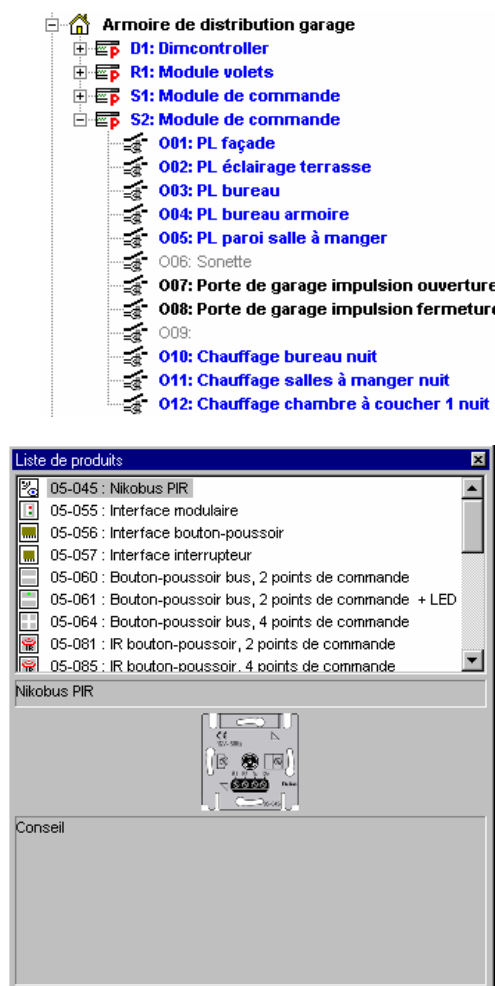 Armoire de distribution garage
D1: Dimcontroller
R1: Module volets
S1: Module de commande
S2: Module de commande
O01: PL façade
O02: PL éclairage terrasse
O03: PL bureau
O04: PL bureau armoire
O05: PL paroi salle à manger
O06: Sonette
O07: Porte de garage impulsion ouverture
O08: Porte de garage impulsion fermeture
O09:
O10: Chauffage bureau nuit
O11: Chauffage salles à manger nuit
O12: Chauffage chambre à coucher 1 nuit
Liste de produits
05-045 : Nikobus PIR
05-055 : Interface modulaire
05-056 : Interface bouton-poussoir
05-057 : Interface interrupteur
05-060 : Bouton-poussoir bus, 2 points de commande
05-061 : Bouton-poussoir bus, 2 points de commande + LED
05-064 : Bouton-poussoir bus, 4 points de commande
05-081 : IR bouton-poussoir, 2 points de commande
05-085 : IR bouton-poussoir, 4 points de commande
Nikobus PIR
Conseil